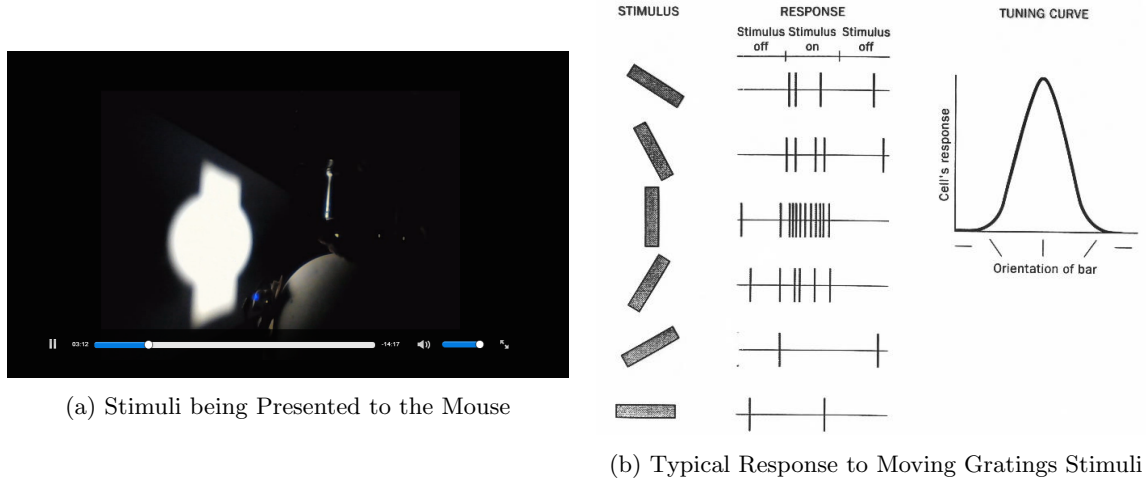 STIMULUS
RESPONSE
TUNING CURVE
Stimulus Stimulus Stimulus
off on off
Cell's response
Orientation of bar
03:12
-14:17
(a) Stimuli being Presented to the Mouse
(b) Typical Response to Moving Gratings Stimuli